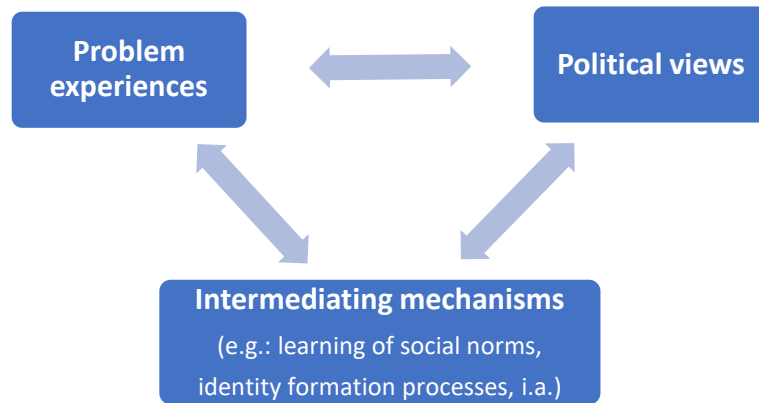 Problem
experiences
Political views
Intermediating mechanisms
(e.g.: learning of social norms,
identity formation processes, i.a.)